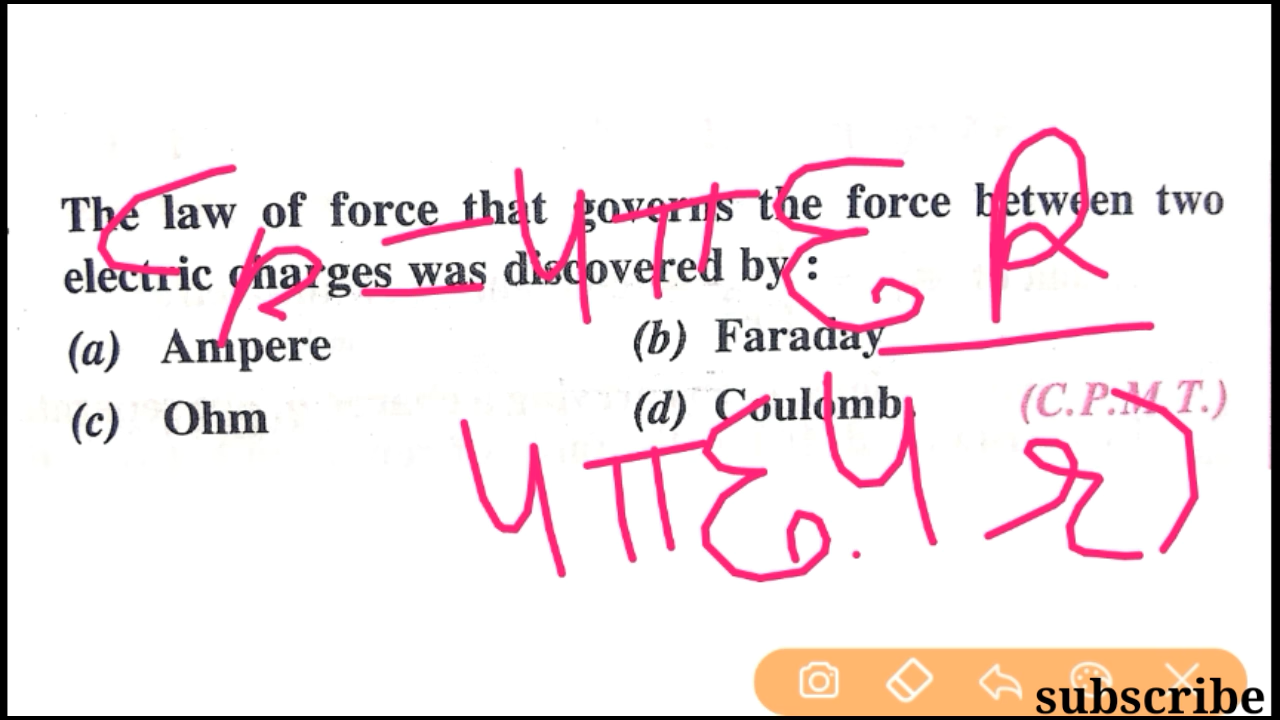 The law of force that governs the force between two
electric charges was discovered by :
(a) Ampere (b) Faraday
(c) Ohm (d) Coulomb. (C.P.M.T.)
subscribe